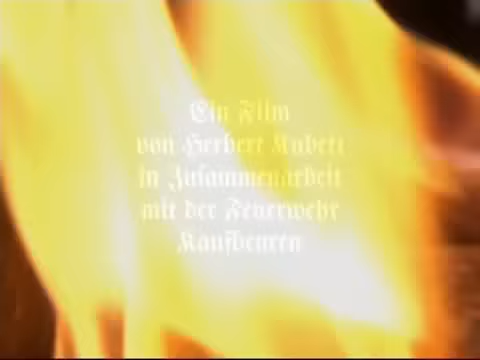 Ein Film
von Herbert
in Zusammenarbeit
mit der Feuerwehr
Kaufbeuren